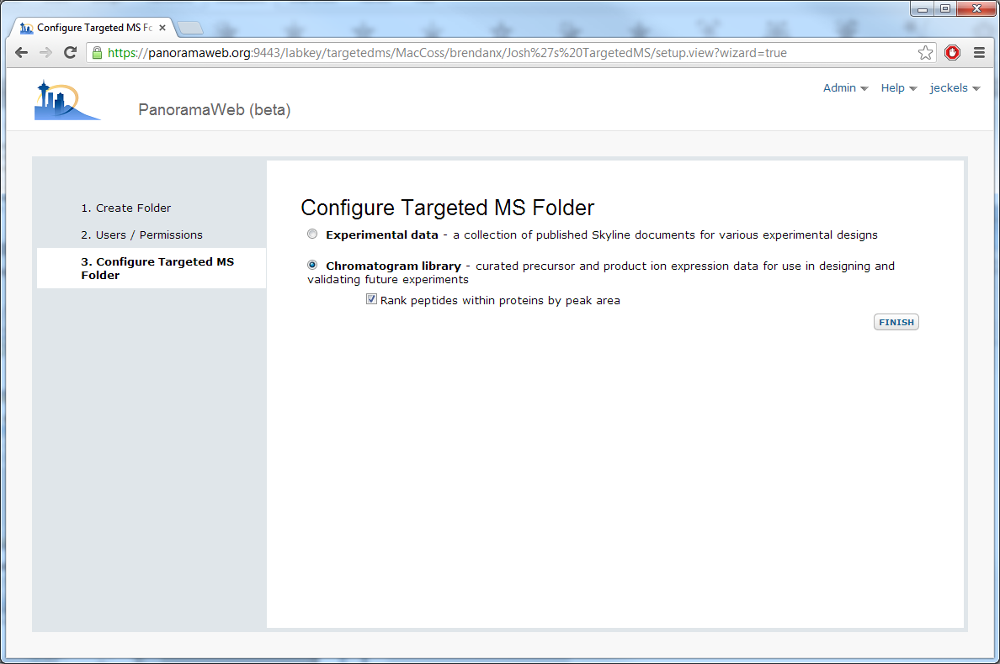 Configure Targeted MS Fo
https://panoramaweb.org:9443/labkey/targetedms/MacCoss/brendanx/Josh%27s%20TargetedMS/setup.view?wizard=true
Admin Help jeckels
PanoramaWeb (beta)
1. Create Folder
2. Users / Permissions
3. Configure Targeted MS
Folder
Configure Targeted MS Folder
Experimental data - a collection of published Skyline documents for various experimental designs
Chromatogram library - curated precursor and product ion expression data for use in designing and
validating future experiments
Rank peptides within proteins by peak area
FINISH